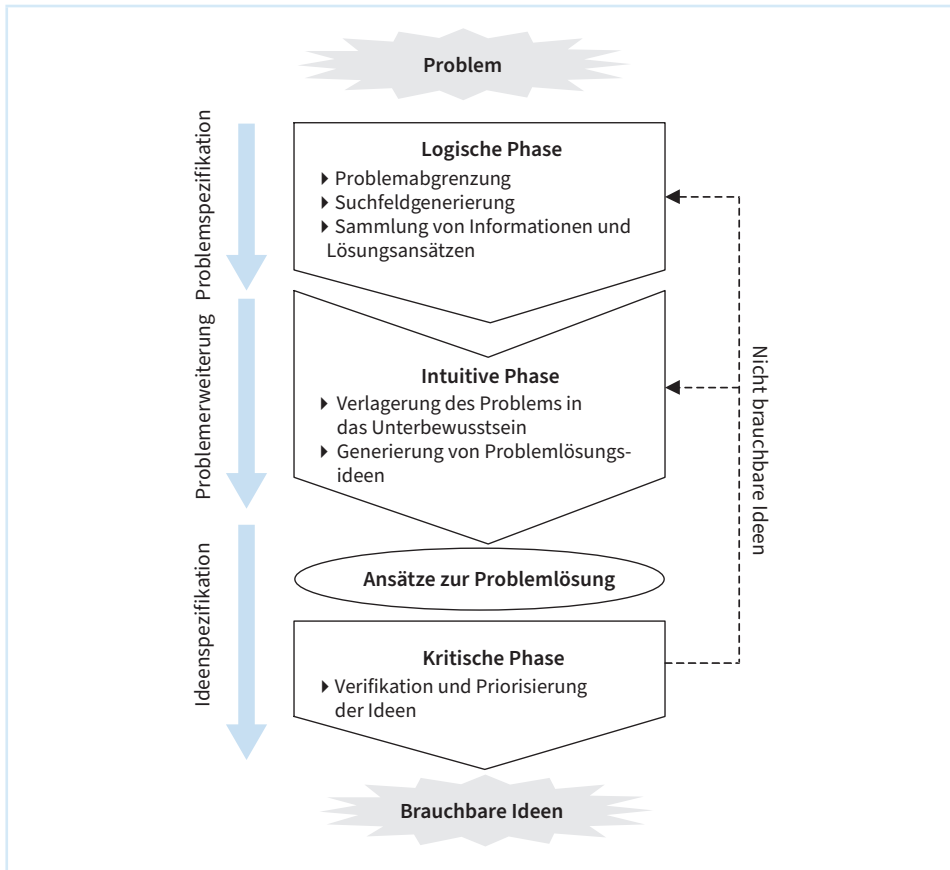 Problem
Problemspezifikation
Logische Phase
▸ Problemabgrenzung
▸ Suchfeldgenerierung
▸ Sammlung von Informationen und
Lösungsansätzen
Problemerweiterung
Intuitive Phase
▸ Verlagerung des Problems in
das Unterbewusstsein
▸ Generierung von Problemlösungs-
ideen
Nicht brauchbare Ideen
Ansätze zur Problemlösung
Ideenspezifikation
Kritische Phase
▸ Verifikation und Priorisierung
der Ideen
Brauchbare Ideen